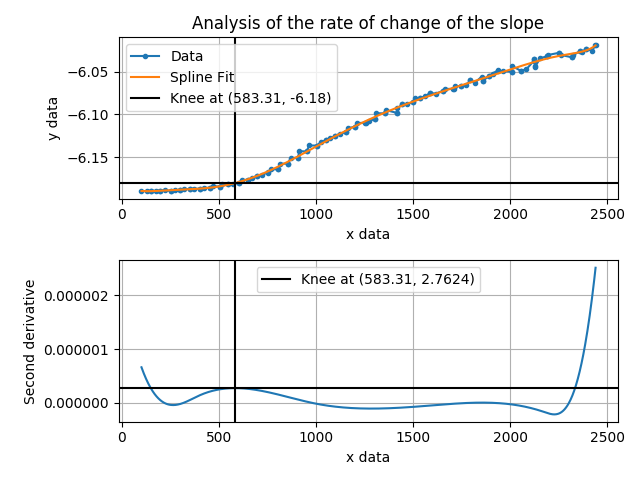 Analysis of the rate of change of the slope
Data
Spline Fit
Knee at (583.31, -6.18)
y data
−6.05
−6.10
−6.15
0 500 1000 1500 2000 2500
x data
Knee at (583.31, 2.7624)
Second derivative
0.000002
0.000001
0.000000
0 500 1000 1500 2000 2500
x data